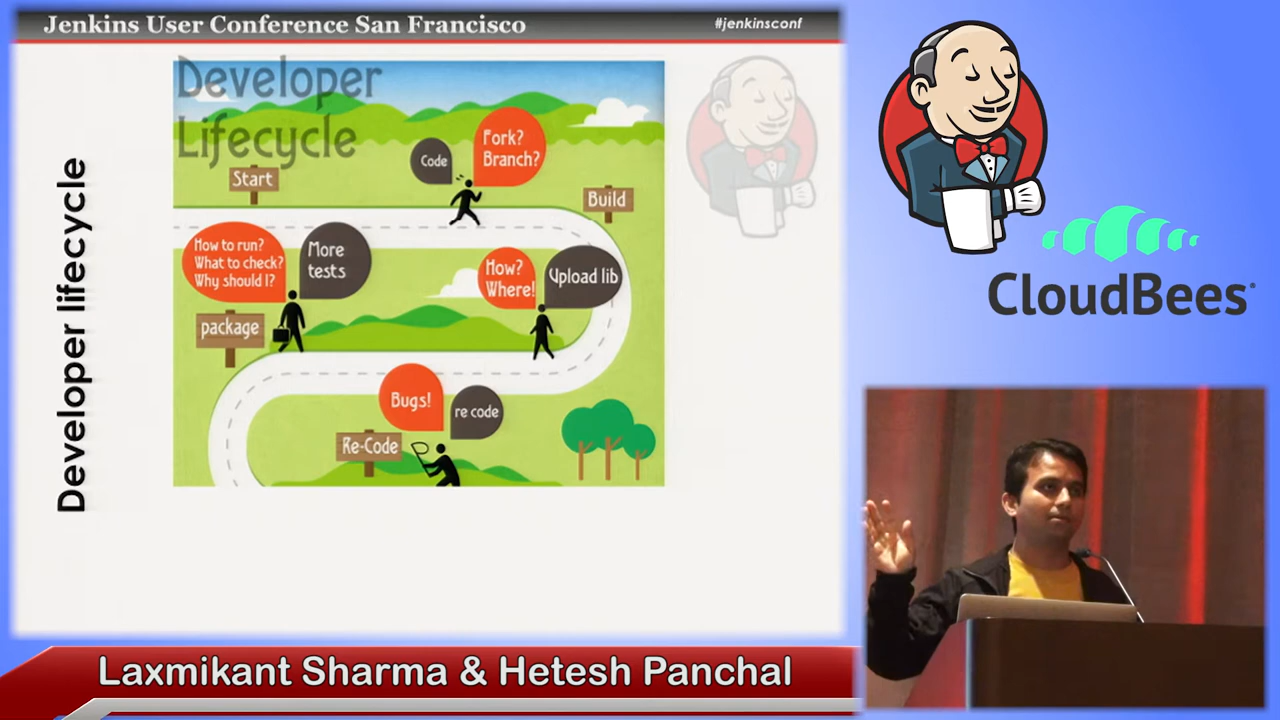 Jenkins User Conference San Francisco
#jenkinsconf
Developer lifecycle
Developer
Lifecycle
Start
Code
Fork?
Branch?
Build
How to run?
What to check?
Why should I?
More
tests
How?
Where!
Upload lib
package
Bugs!
re code
Re-Code
CloudBees
Laxmikant Sharma & Hetesh Panchal